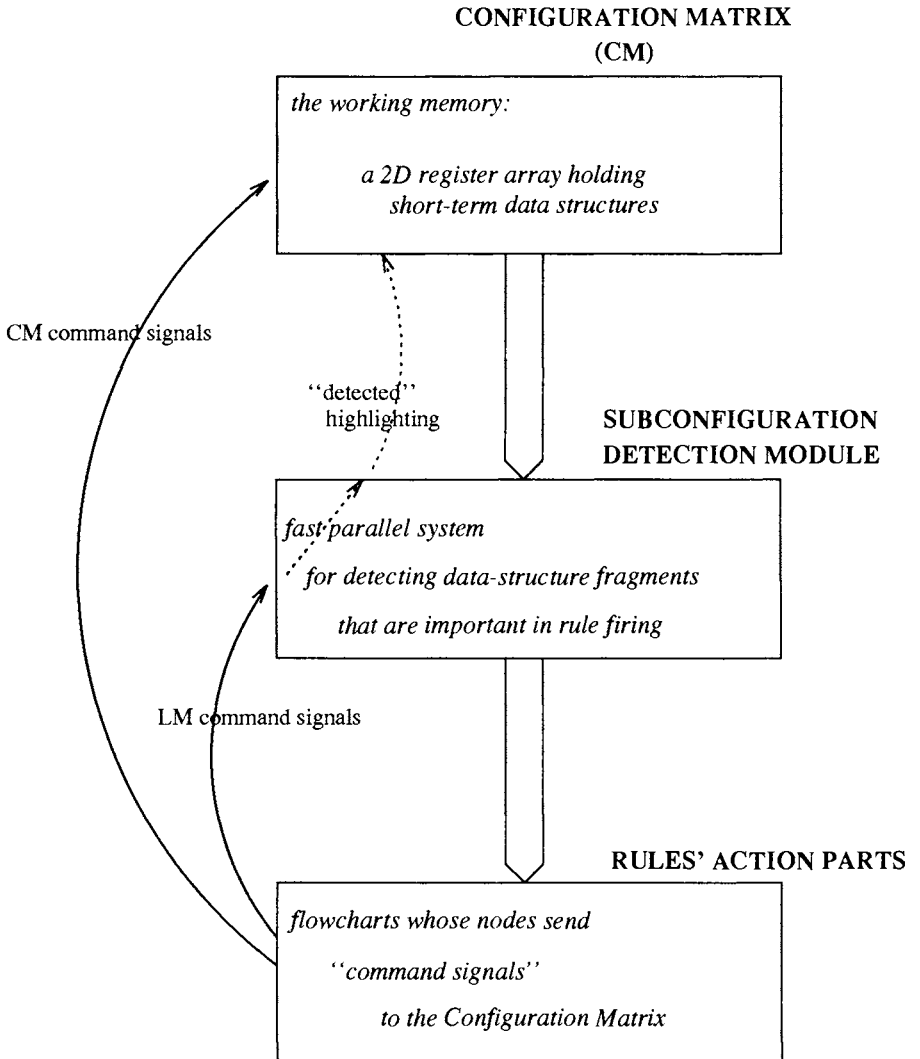 CONFIGURATION MATRIX
(CM)
the working memory:
a 2D register array holding
short-term data structures
CM command signals
‘‘detected’’
highlighting
SUBCONFIGURATION
DETECTION MODULE
fast parallel system
for detecting data-structure fragments
that are important in rule firing
LM command signals
RULES’ ACTION PARTS
flowcharts whose nodes send
‘‘command signals’’
to the Configuration Matrix